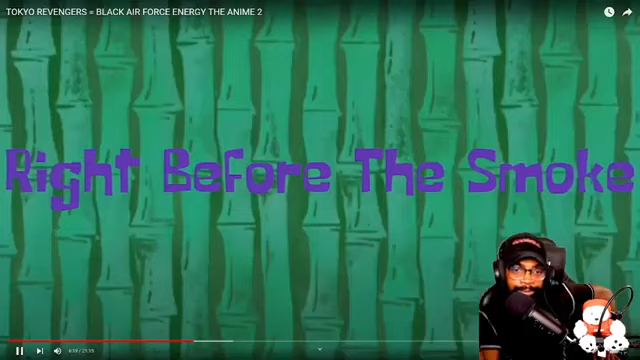 TOKYO REVENGERS = BLACK AIR FORCE ENERGY THE ANIME 2
Right Before The Smoke